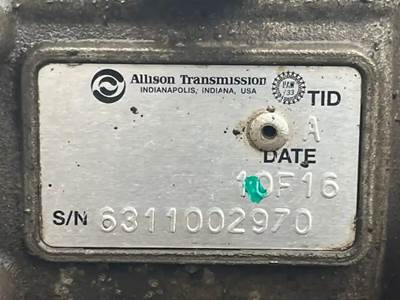 Allison Transmission
INDIANAPOLIS, INDIANA, USA
TID
A
DATE
10F16
S/N 6311002970